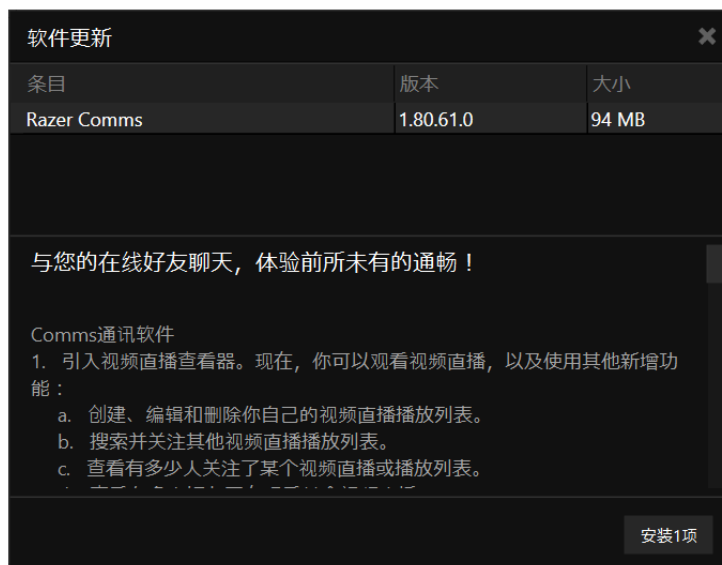 软件更新
条目 版本 大小
Razer Comms 1.80.61.0 94 MB
与您的在线好友聊天，体验前所未有的通畅！
Comms通讯软件
1. 引入视频直播查看器。现在，你可以观看视频直播，以及使用其他新增功
能：
a. 创建、编辑和删除你自己的视频直播播放列表。
b. 搜索并关注其他视频直播播放列表。
c. 查看有多少人关注了某个视频直播或播放列表。
安装1项